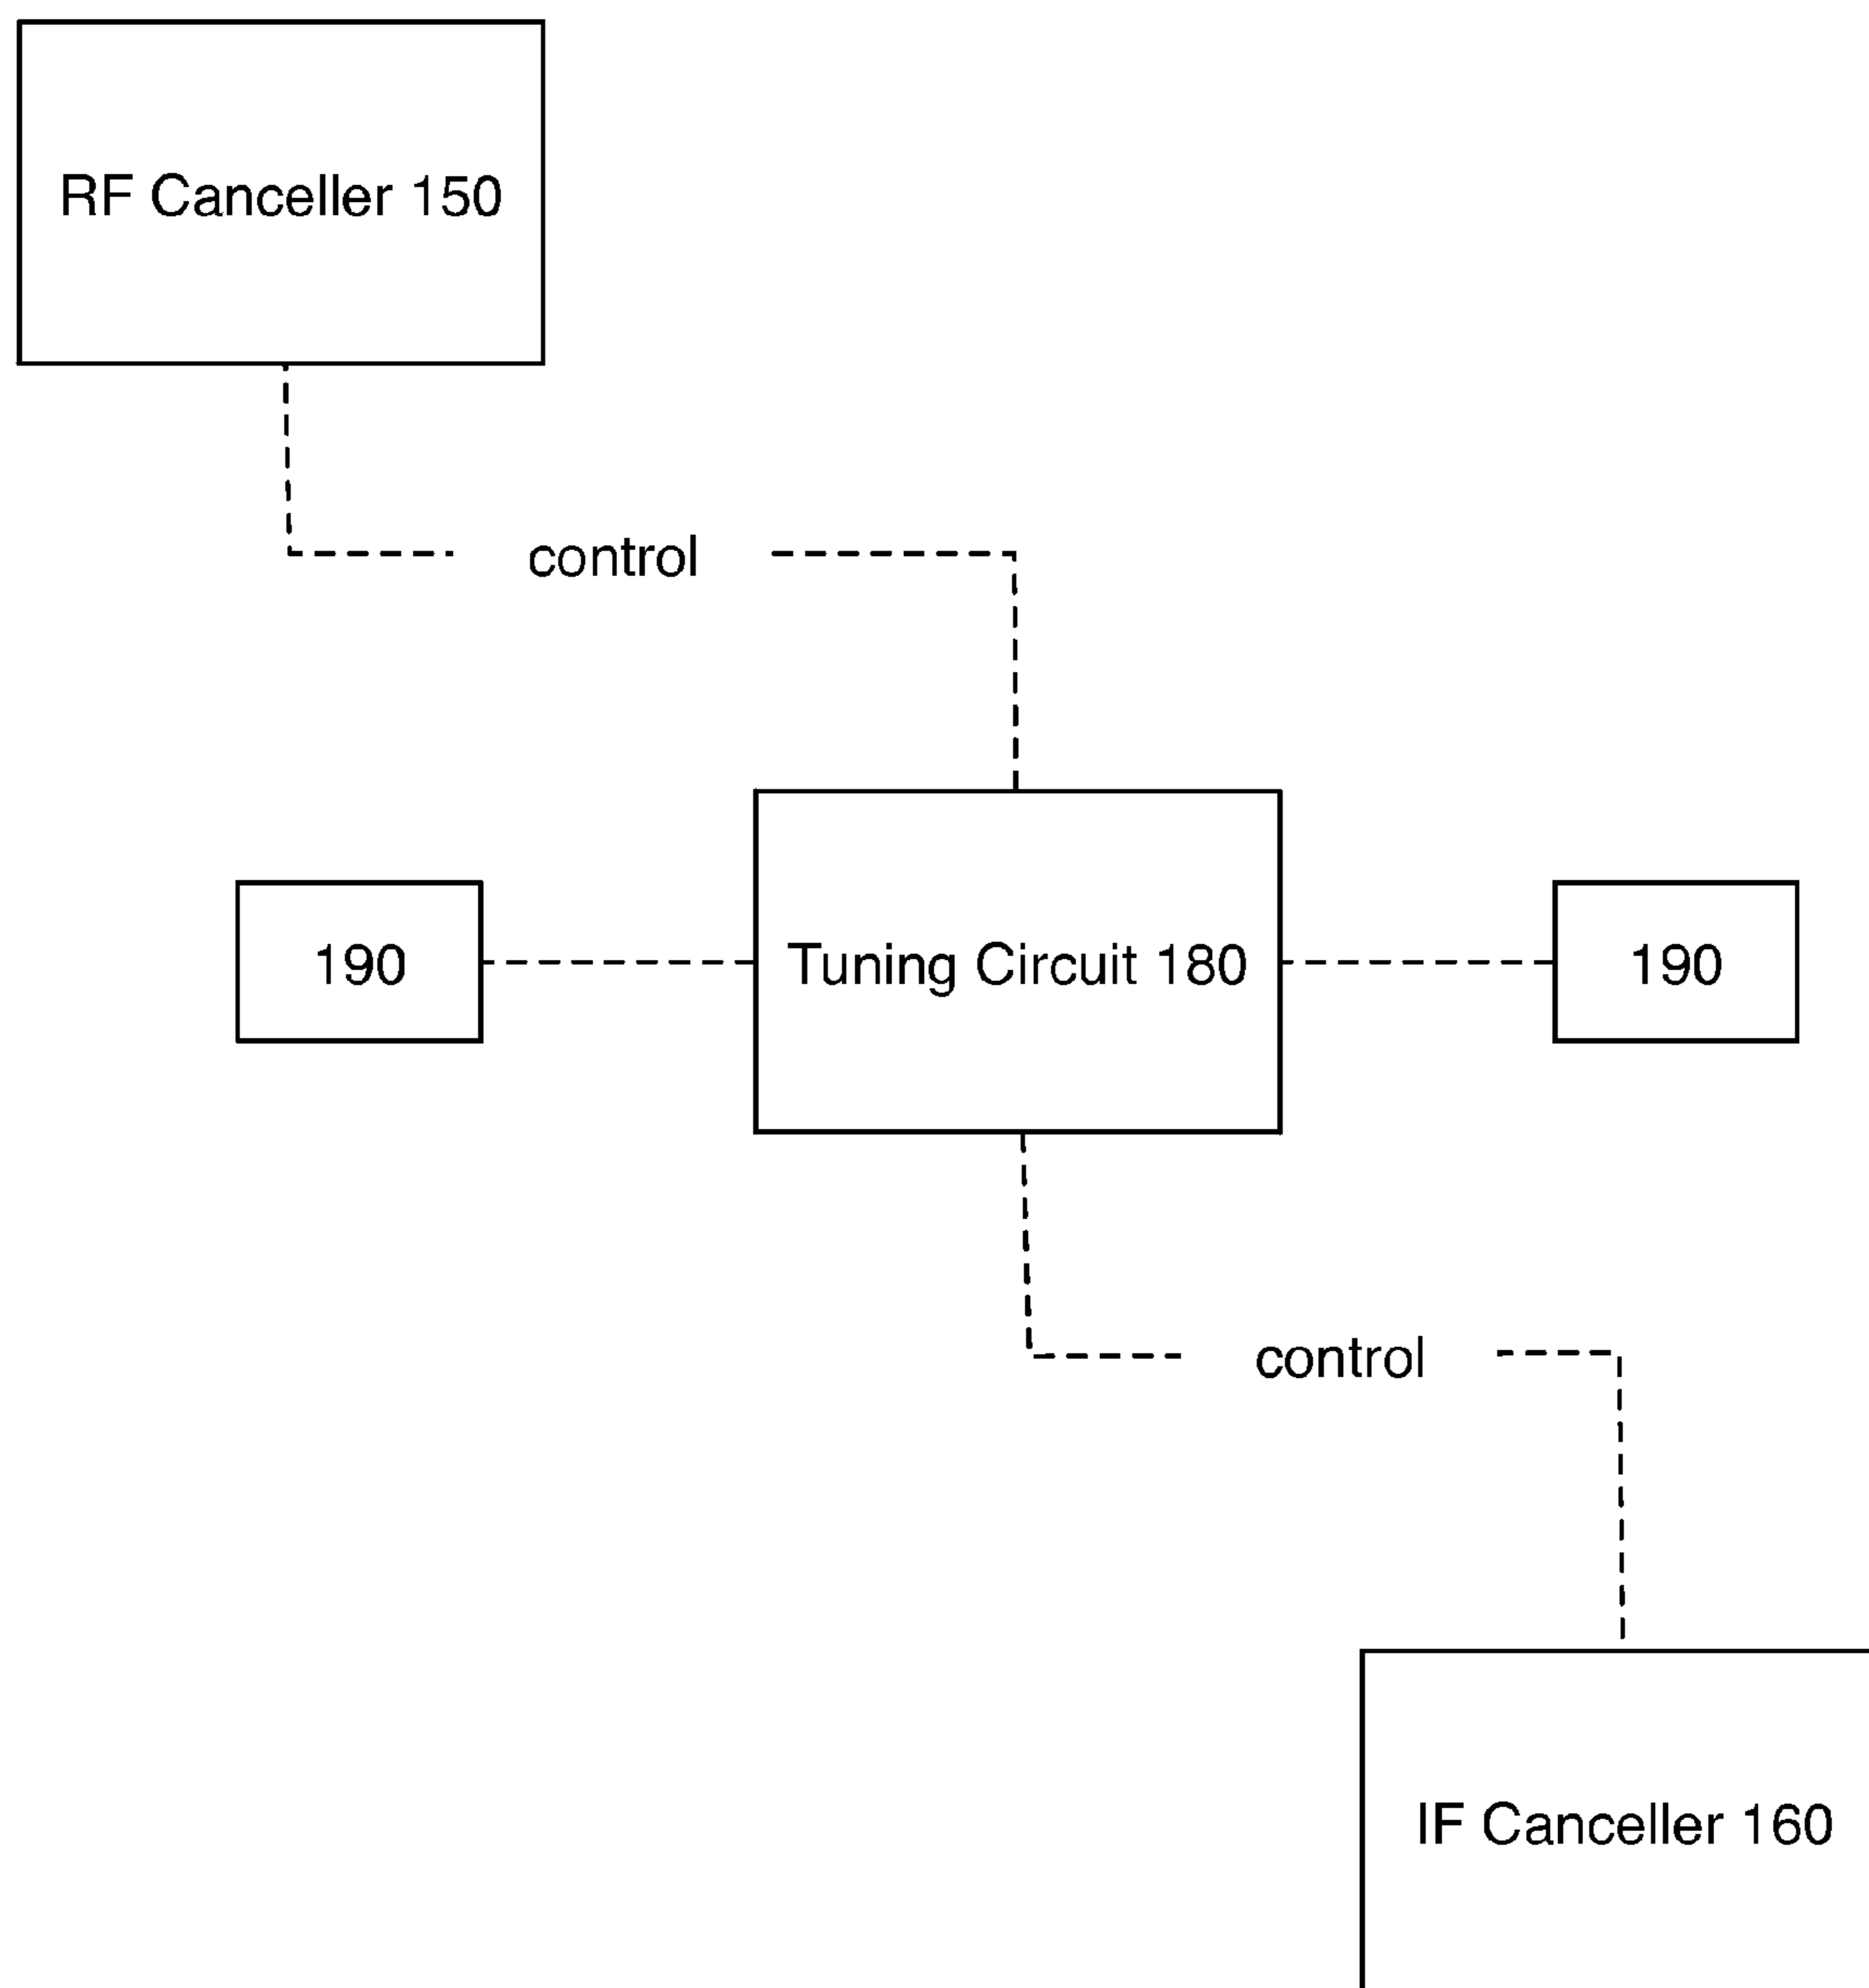 RF Canceller 150
control
190
Tuning Circuit 180
190
control
IF Canceller 160